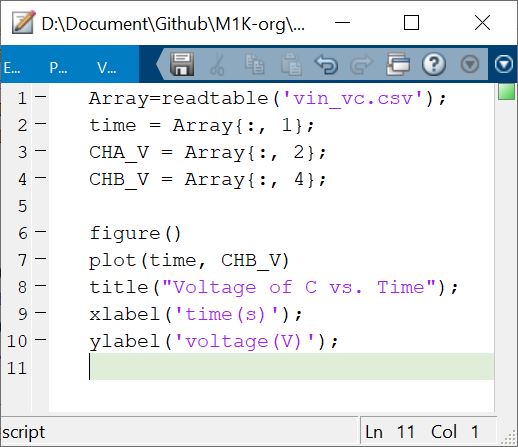 D:\Document\Github\M1K-org\...
E... P... V...
1 Array=readtable('vin_vc.csv');
2 time = Array{:, 1};
3 CHA_V = Array{:, 2};
4 CHB_V = Array{:, 4};
5
6 figure()
7 plot(time, CHB_V)
8 title("Voltage of C vs. Time");
9 xlabel('time(s)');
10 ylabel('voltage(V)');
11
script Ln 11 Col 1